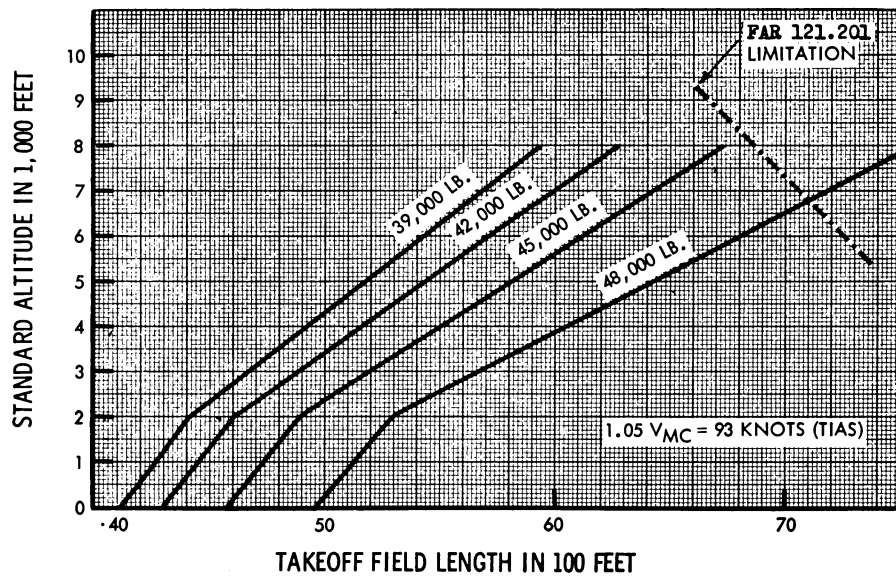 FAR 121.201
LIMITATION
10
9
8
7
6
5
4
3
2
1
0
STANDARD ALTITUDE IN 1,000 FEET
39,000 LB.
42,000 LB.
45,000 LB.
48,000 LB.
1.05 VMC = 93 KNOTS (TIAS)
40 50 60 70
TAKEOFF FIELD LENGTH IN 100 FEET